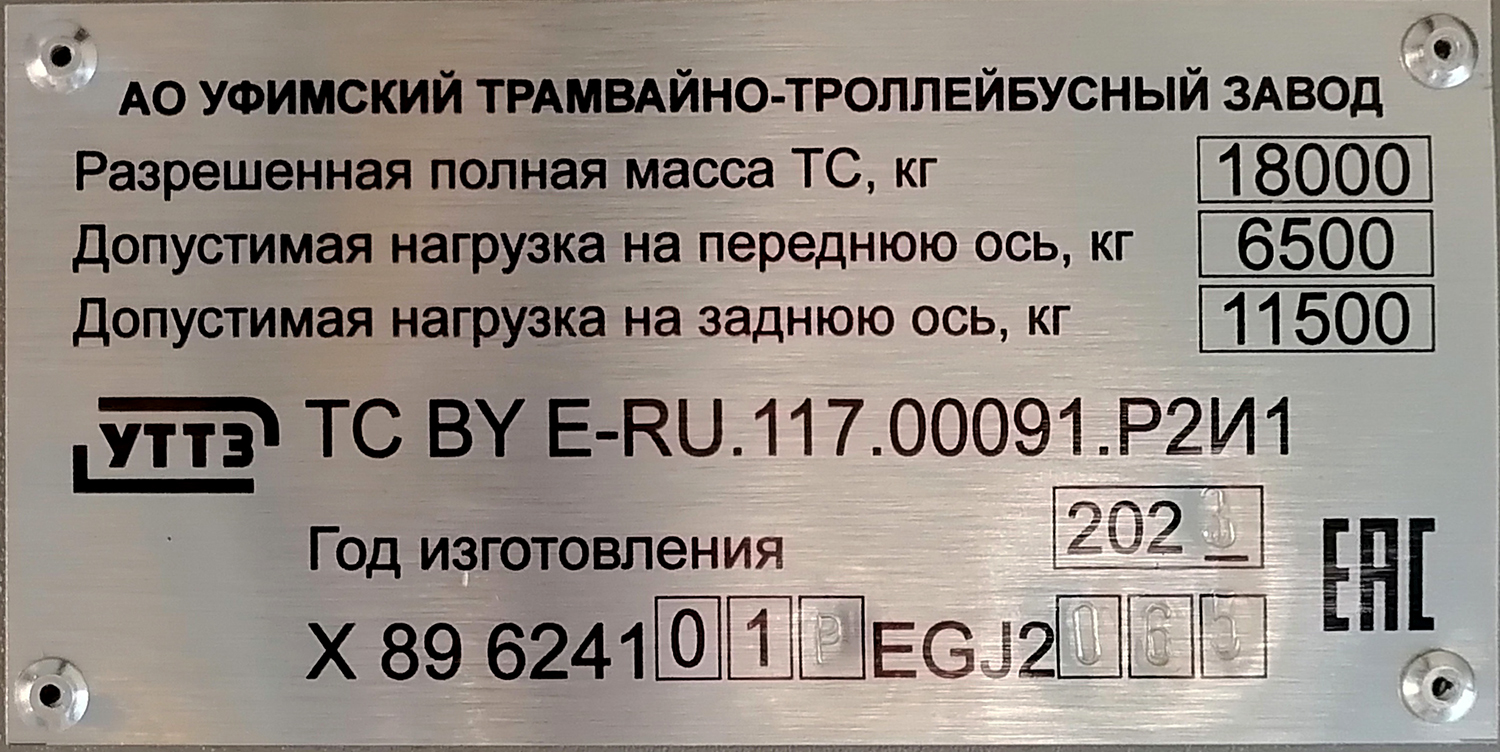 АО УФИМСКИЙ ТРАМВАЙНО-ТРОЛЛЕЙБУСНЫЙ ЗАВОД
Разрешенная полная масса ТС, кг 18000
Допустимая нагрузка на переднюю ось, кг 6500
Допустимая нагрузка на заднюю ось, кг 11500
УТТЗ ТС BY Е-RU.117.00091.Р2И1
Год изготовления 2023
EAC
X 89 624101PEGJ2065